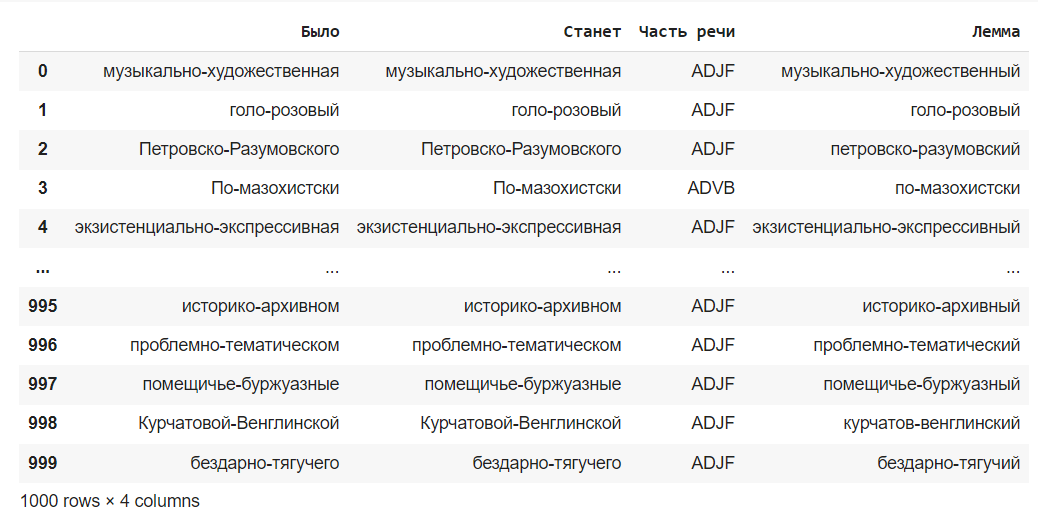 Было Станет Часть речи Лемма
0 музыкально-художественная музыкально-художественная ADJF музыкально-художественный
1 голо-розовый голо-розовый ADJF голо-розовый
2 Петровско-Разумовского Петровско-Разумовского ADJF петровско-разумовский
3 По-мазохистски По-мазохистски ADVB по-мазохистски
4 экзистенциально-экспрессивная экзистенциально-экспрессивная ADJF экзистенциально-экспрессивный
... ... ... ... ...
995 историко-архивном историко-архивном ADJF историко-архивный
996 проблемно-тематическом проблемно-тематическом ADJF проблемно-тематический
997 помещичье-буржуазные помещичье-буржуазные ADJF помещичье-буржуазный
998 Курчатовой-Венглинской Курчатовой-Венглинской ADJF курчатов-венглинский
999 бездарно-тягучего бездарно-тягучего ADJF бездарно-тягучий
1000 rows × 4 columns